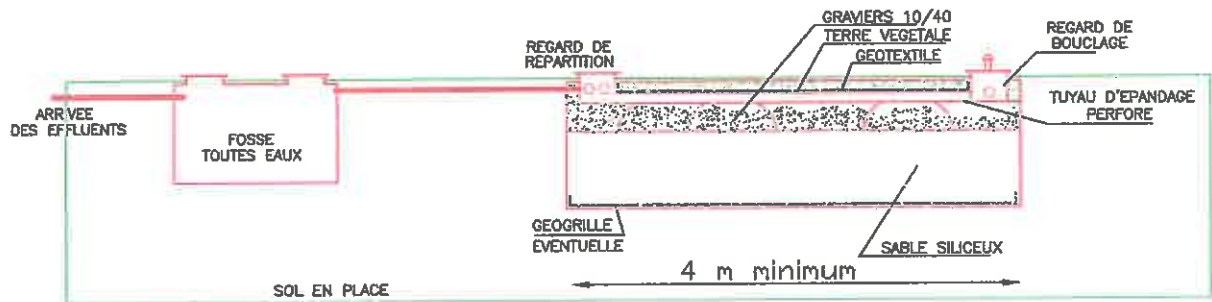 GRAVIERS 10/40
TERRE VEGETALE
GEOTEXTILE
REGARD DE
REPARTITION
REGARD DE
BOUCLAGE
ARRIVEE
DES EFFLUENTS
FOSSE
TOUTES EAUX
TUYAU D'EPANDAGE
PERFORE
GEOGRILLE
EVENTUELLE
SABLE SILICEUX
4 m minimum
SOL EN PLACE